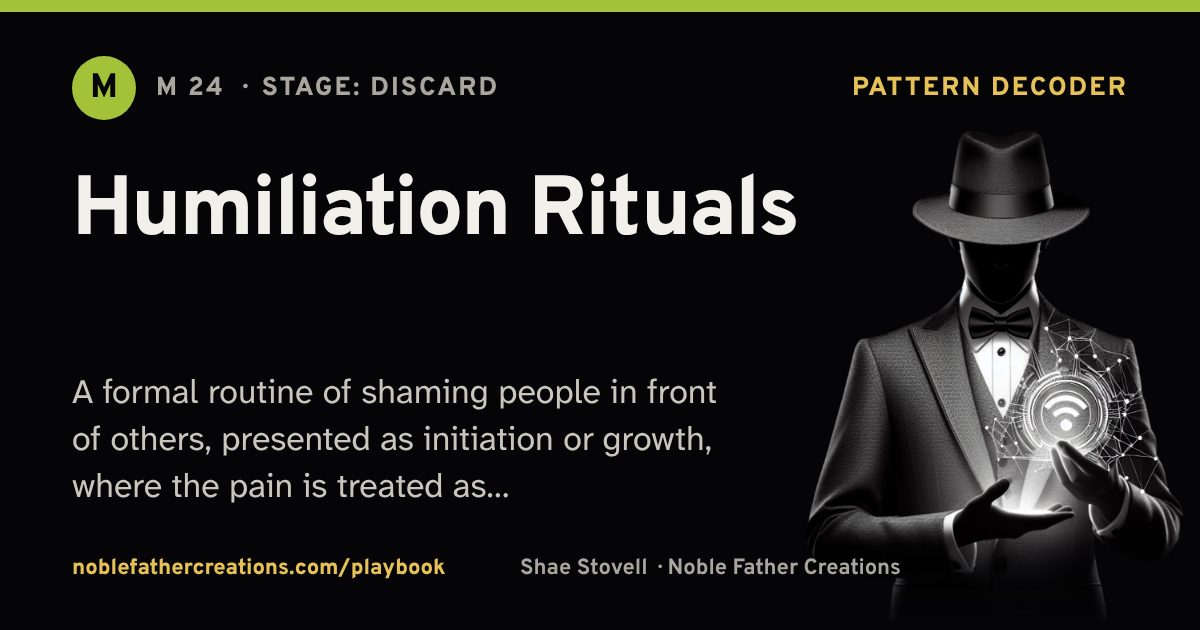 M
M 24 · STAGE: DISCARD
PATTERN DECODER
Humiliation Rituals
A formal routine of shaming people in front
of others, presented as initiation or growth,
where the pain is treated as...
noblefathercreations.com/playbook
Shae Stovell · Noble Father Creations